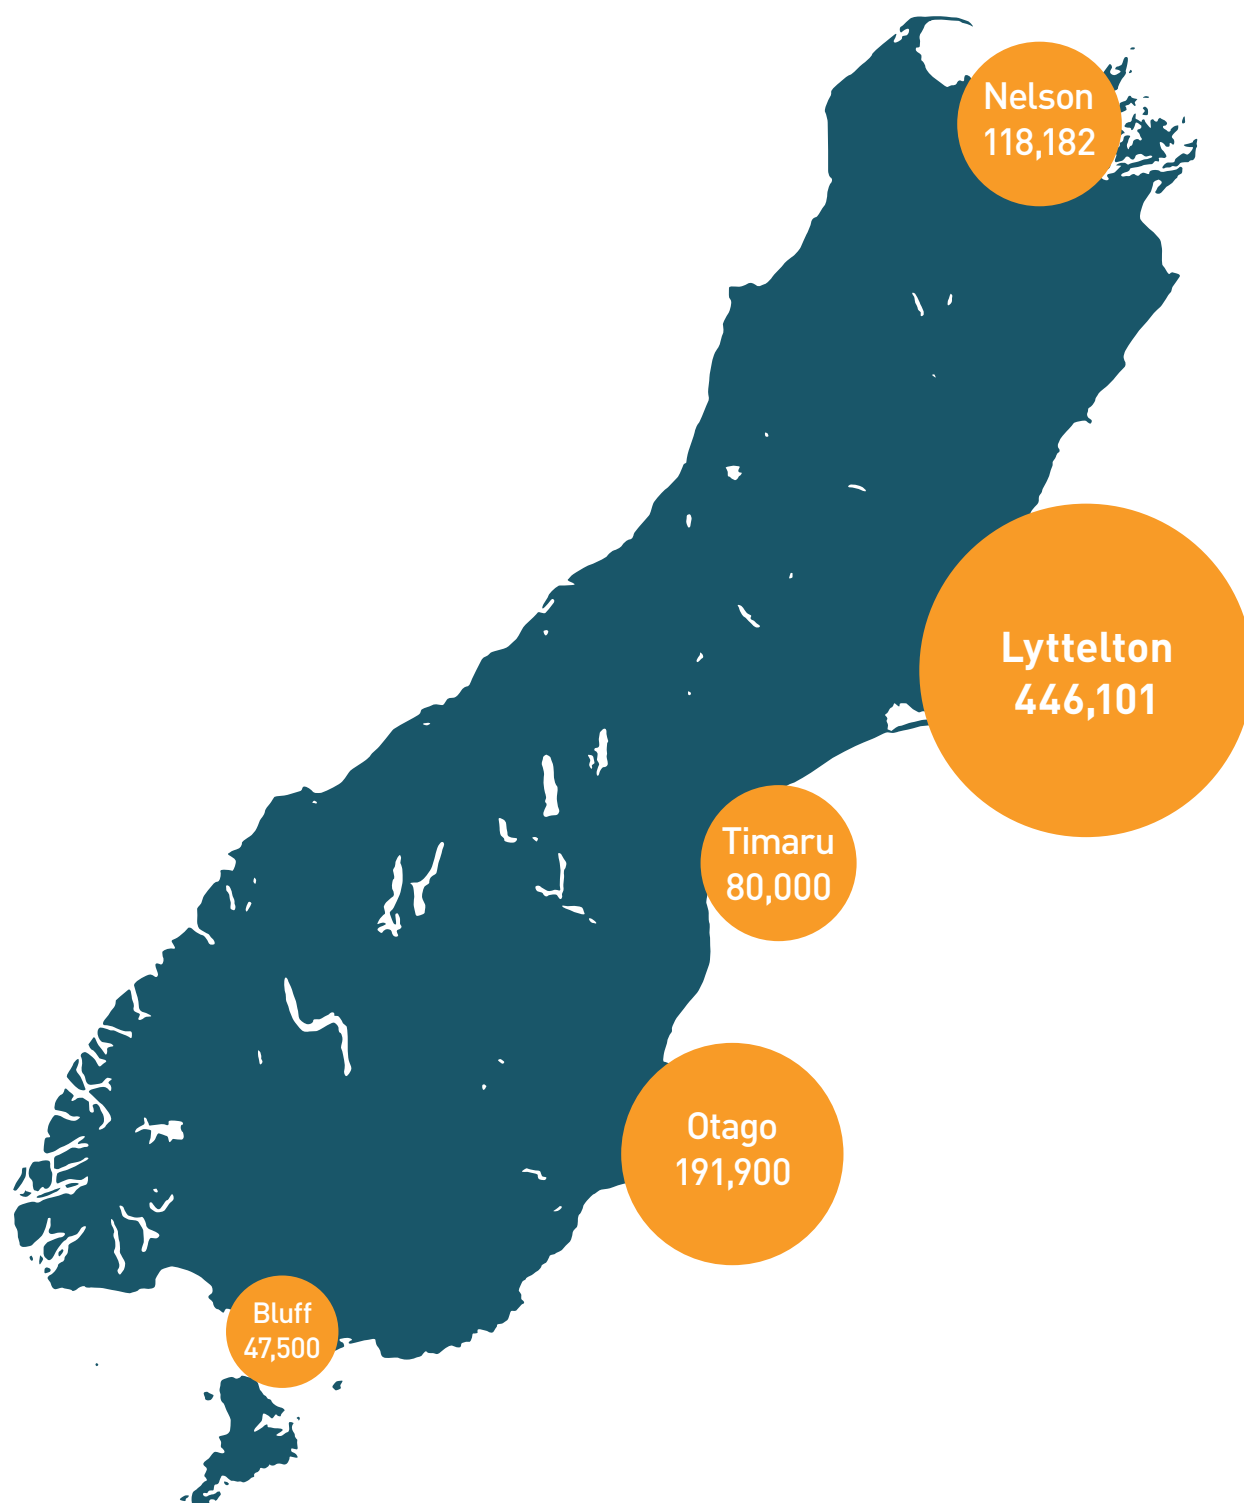 Nelson
118,182
Lyttelton
446,101
Timaru
80,000
Otago
191,900
Bluff
47,500